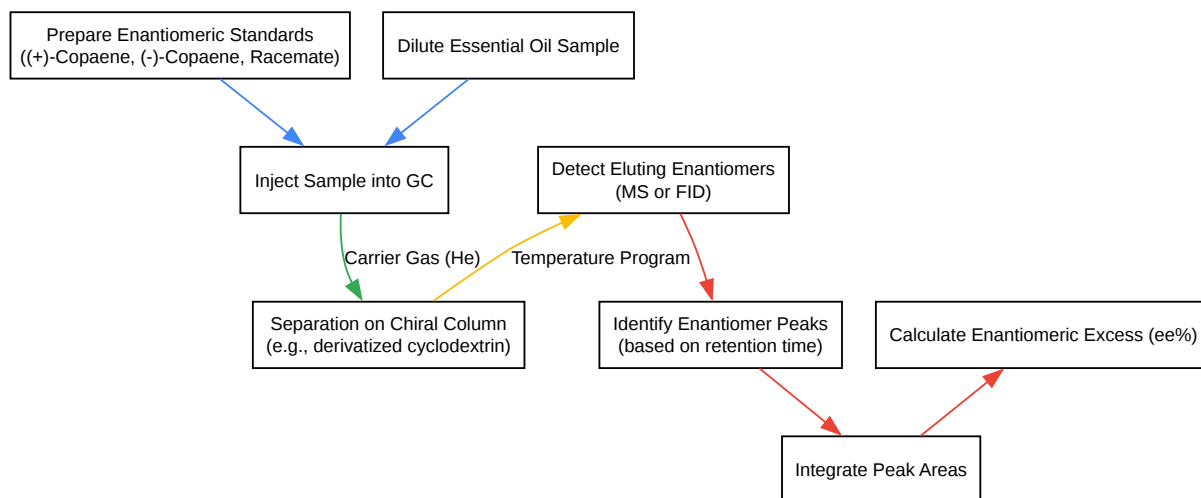 Prepare Enantiomeric Standards
((+)-Copaene, (-)-Copaene, Racemate)
Dilute Essential Oil Sample
Inject Sample into GC
Detect Eluting Enantiomers
(MS or FID)
Carrier Gas (He)
Temperature Program
Separation on Chiral Column
(e.g., derivatized cyclodextrin)
Identify Enantiomer Peaks
(based on retention time)
Calculate Enantiomeric Excess (ee%)
Integrate Peak Areas